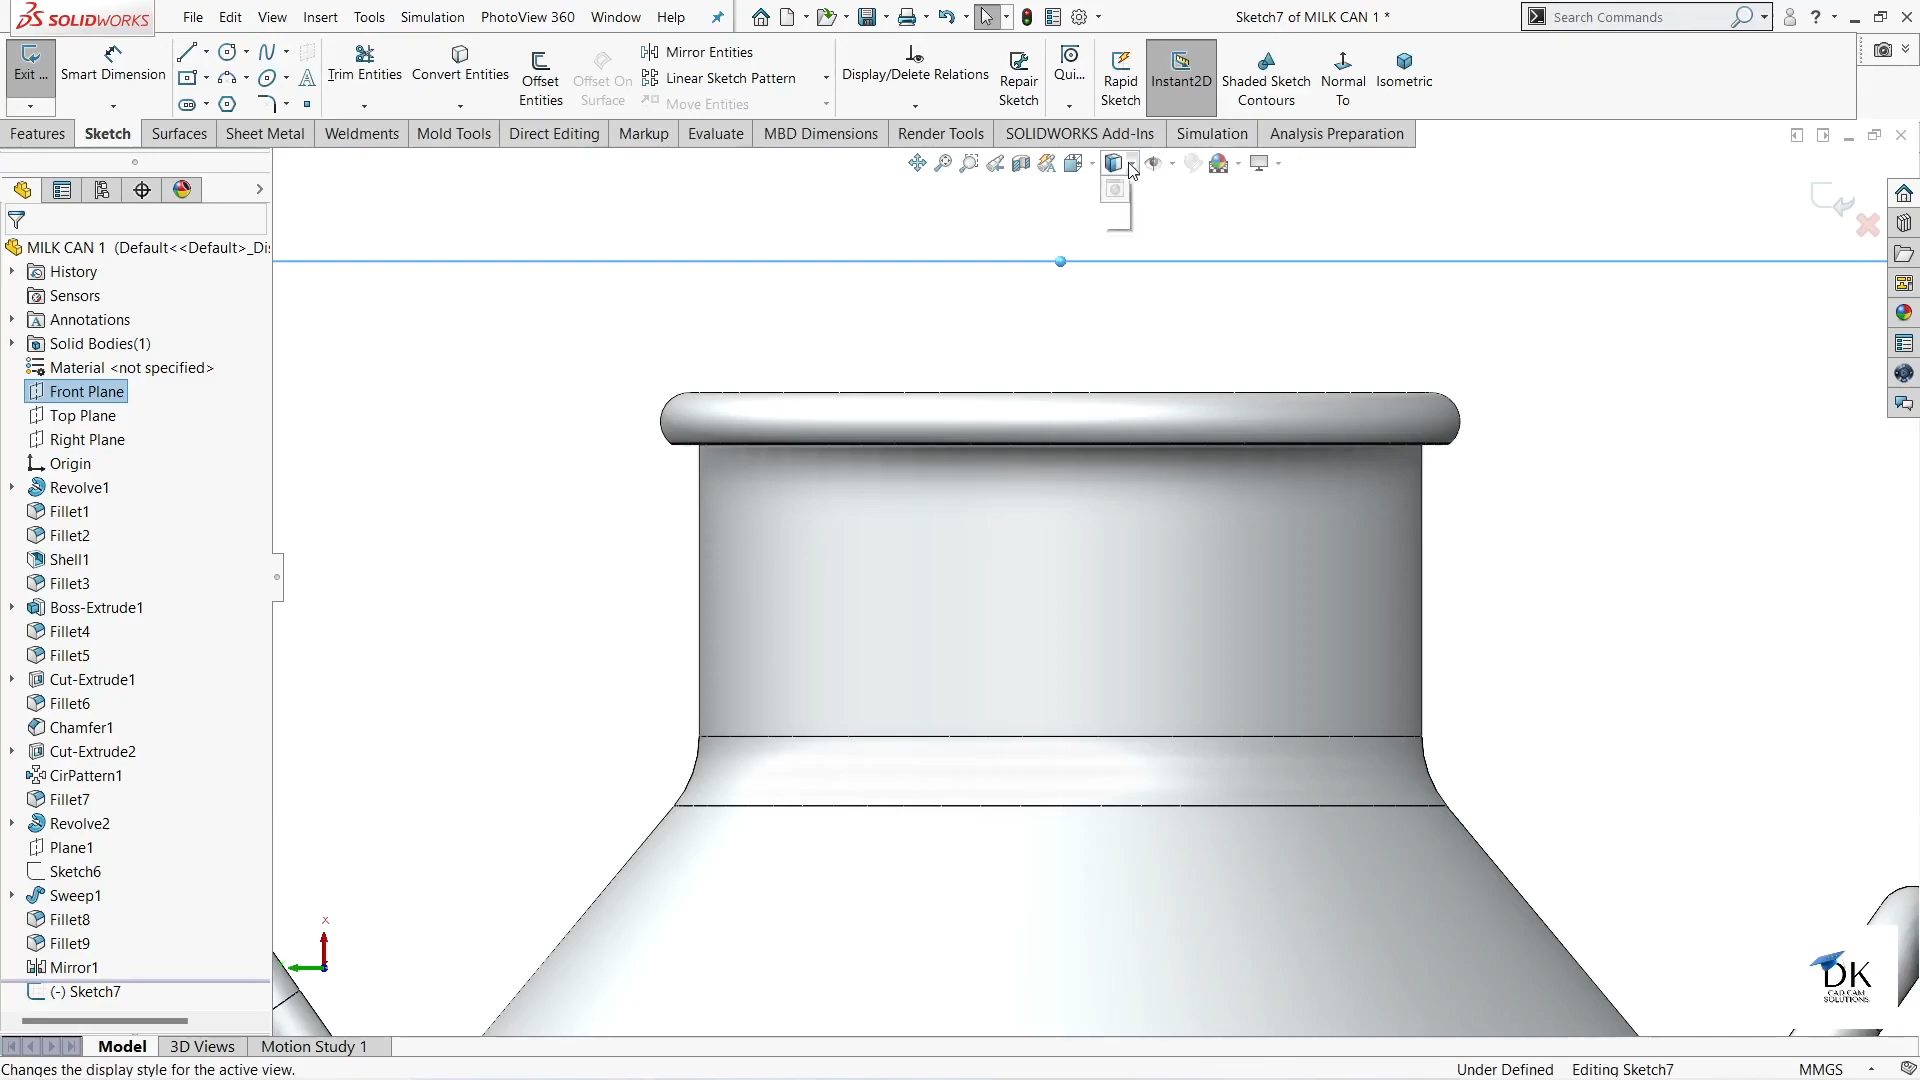 SOLIDWORKS
File Edit View Insert Tools Simulation PhotoView 360 Window Help
Sketch7 of MILK CAN 1 *
Search Commands
Exit ...
Smart Dimension
Trim Entities
Convert Entities
Offset Entities
Offset On Surface
Mirror Entities
Linear Sketch Pattern
Move Entities
Display/Delete Relations
Repair Sketch
Qui...
Rapid Sketch
Instant2D
Shaded Sketch Contours
Normal To
Isometric
Features Sketch Surfaces Sheet Metal Weldments Mold Tools Direct Editing Markup Evaluate MBD Dimensions Render Tools SOLIDWORKS Add-Ins Simulation Analysis Preparation
MILK CAN 1 (Default<<Default>_Di
History
Sensors
Annotations
Solid Bodies(1)
Material <not specified>
Front Plane
Top Plane
Right Plane
Origin
Revolve1
Fillet1
Fillet2
Shell1
Fillet3
Boss-Extrude1
Fillet4
Fillet5
Cut-Extrude1
Fillet6
Chamfer1
Cut-Extrude2
CirPattern1
Fillet7
Revolve2
Plane1
Sketch6
Sweep1
Fillet8
Fillet9
Mirror1
(-) Sketch7
x
DK
CAD CAM
SOLUTIONS
Model 3D Views Motion Study 1
Changes the display style for the active view.
Under Defined Editing Sketch7 MMGS